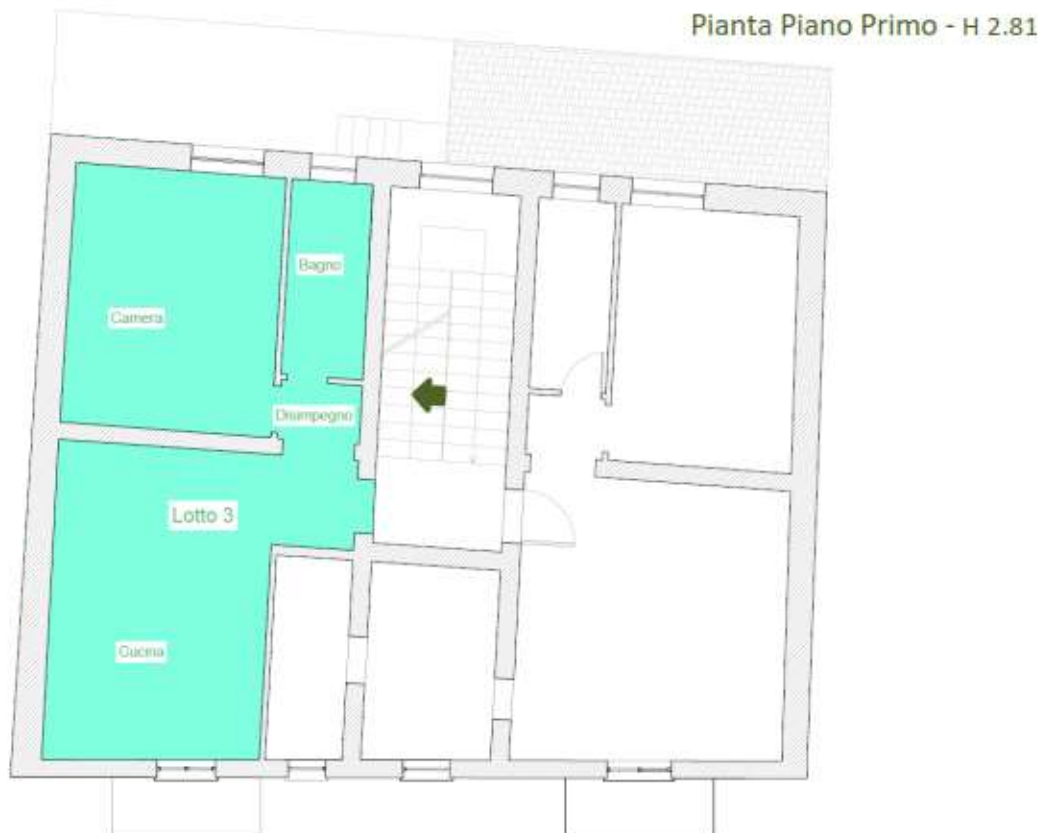 Pianta Piano Primo - H 2.81
Bagno
Camera
Disimpegno
Lotto 3
Cucina